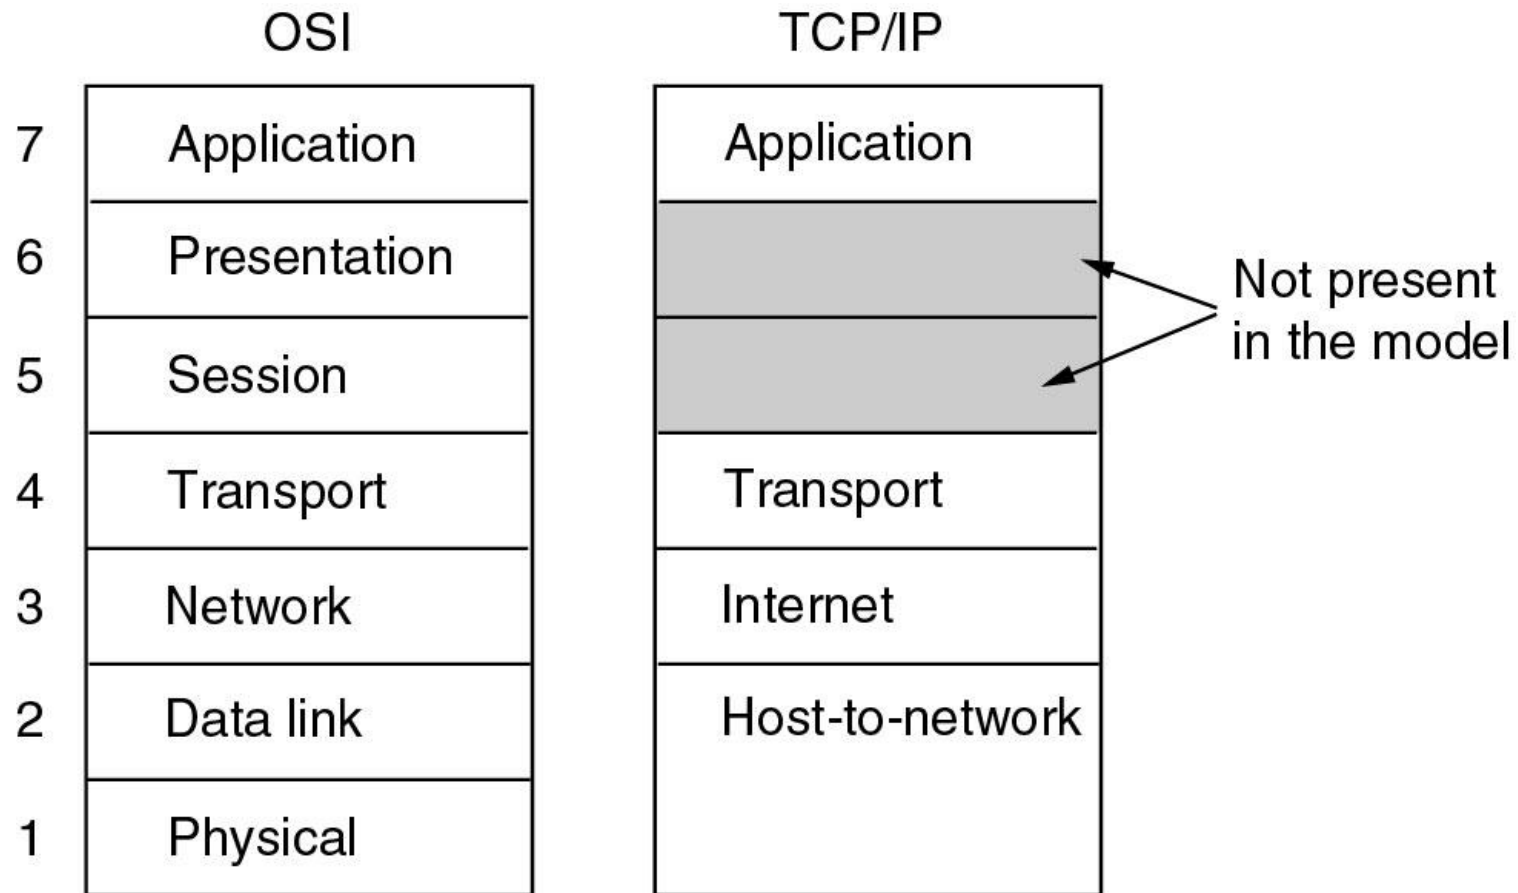 OSI TCP/IP
7 Application Application
6 Presentation
5 Session
Not present
in the model
4 Transport Transport
3 Network Internet
2 Data link Host-to-network
1 Physical